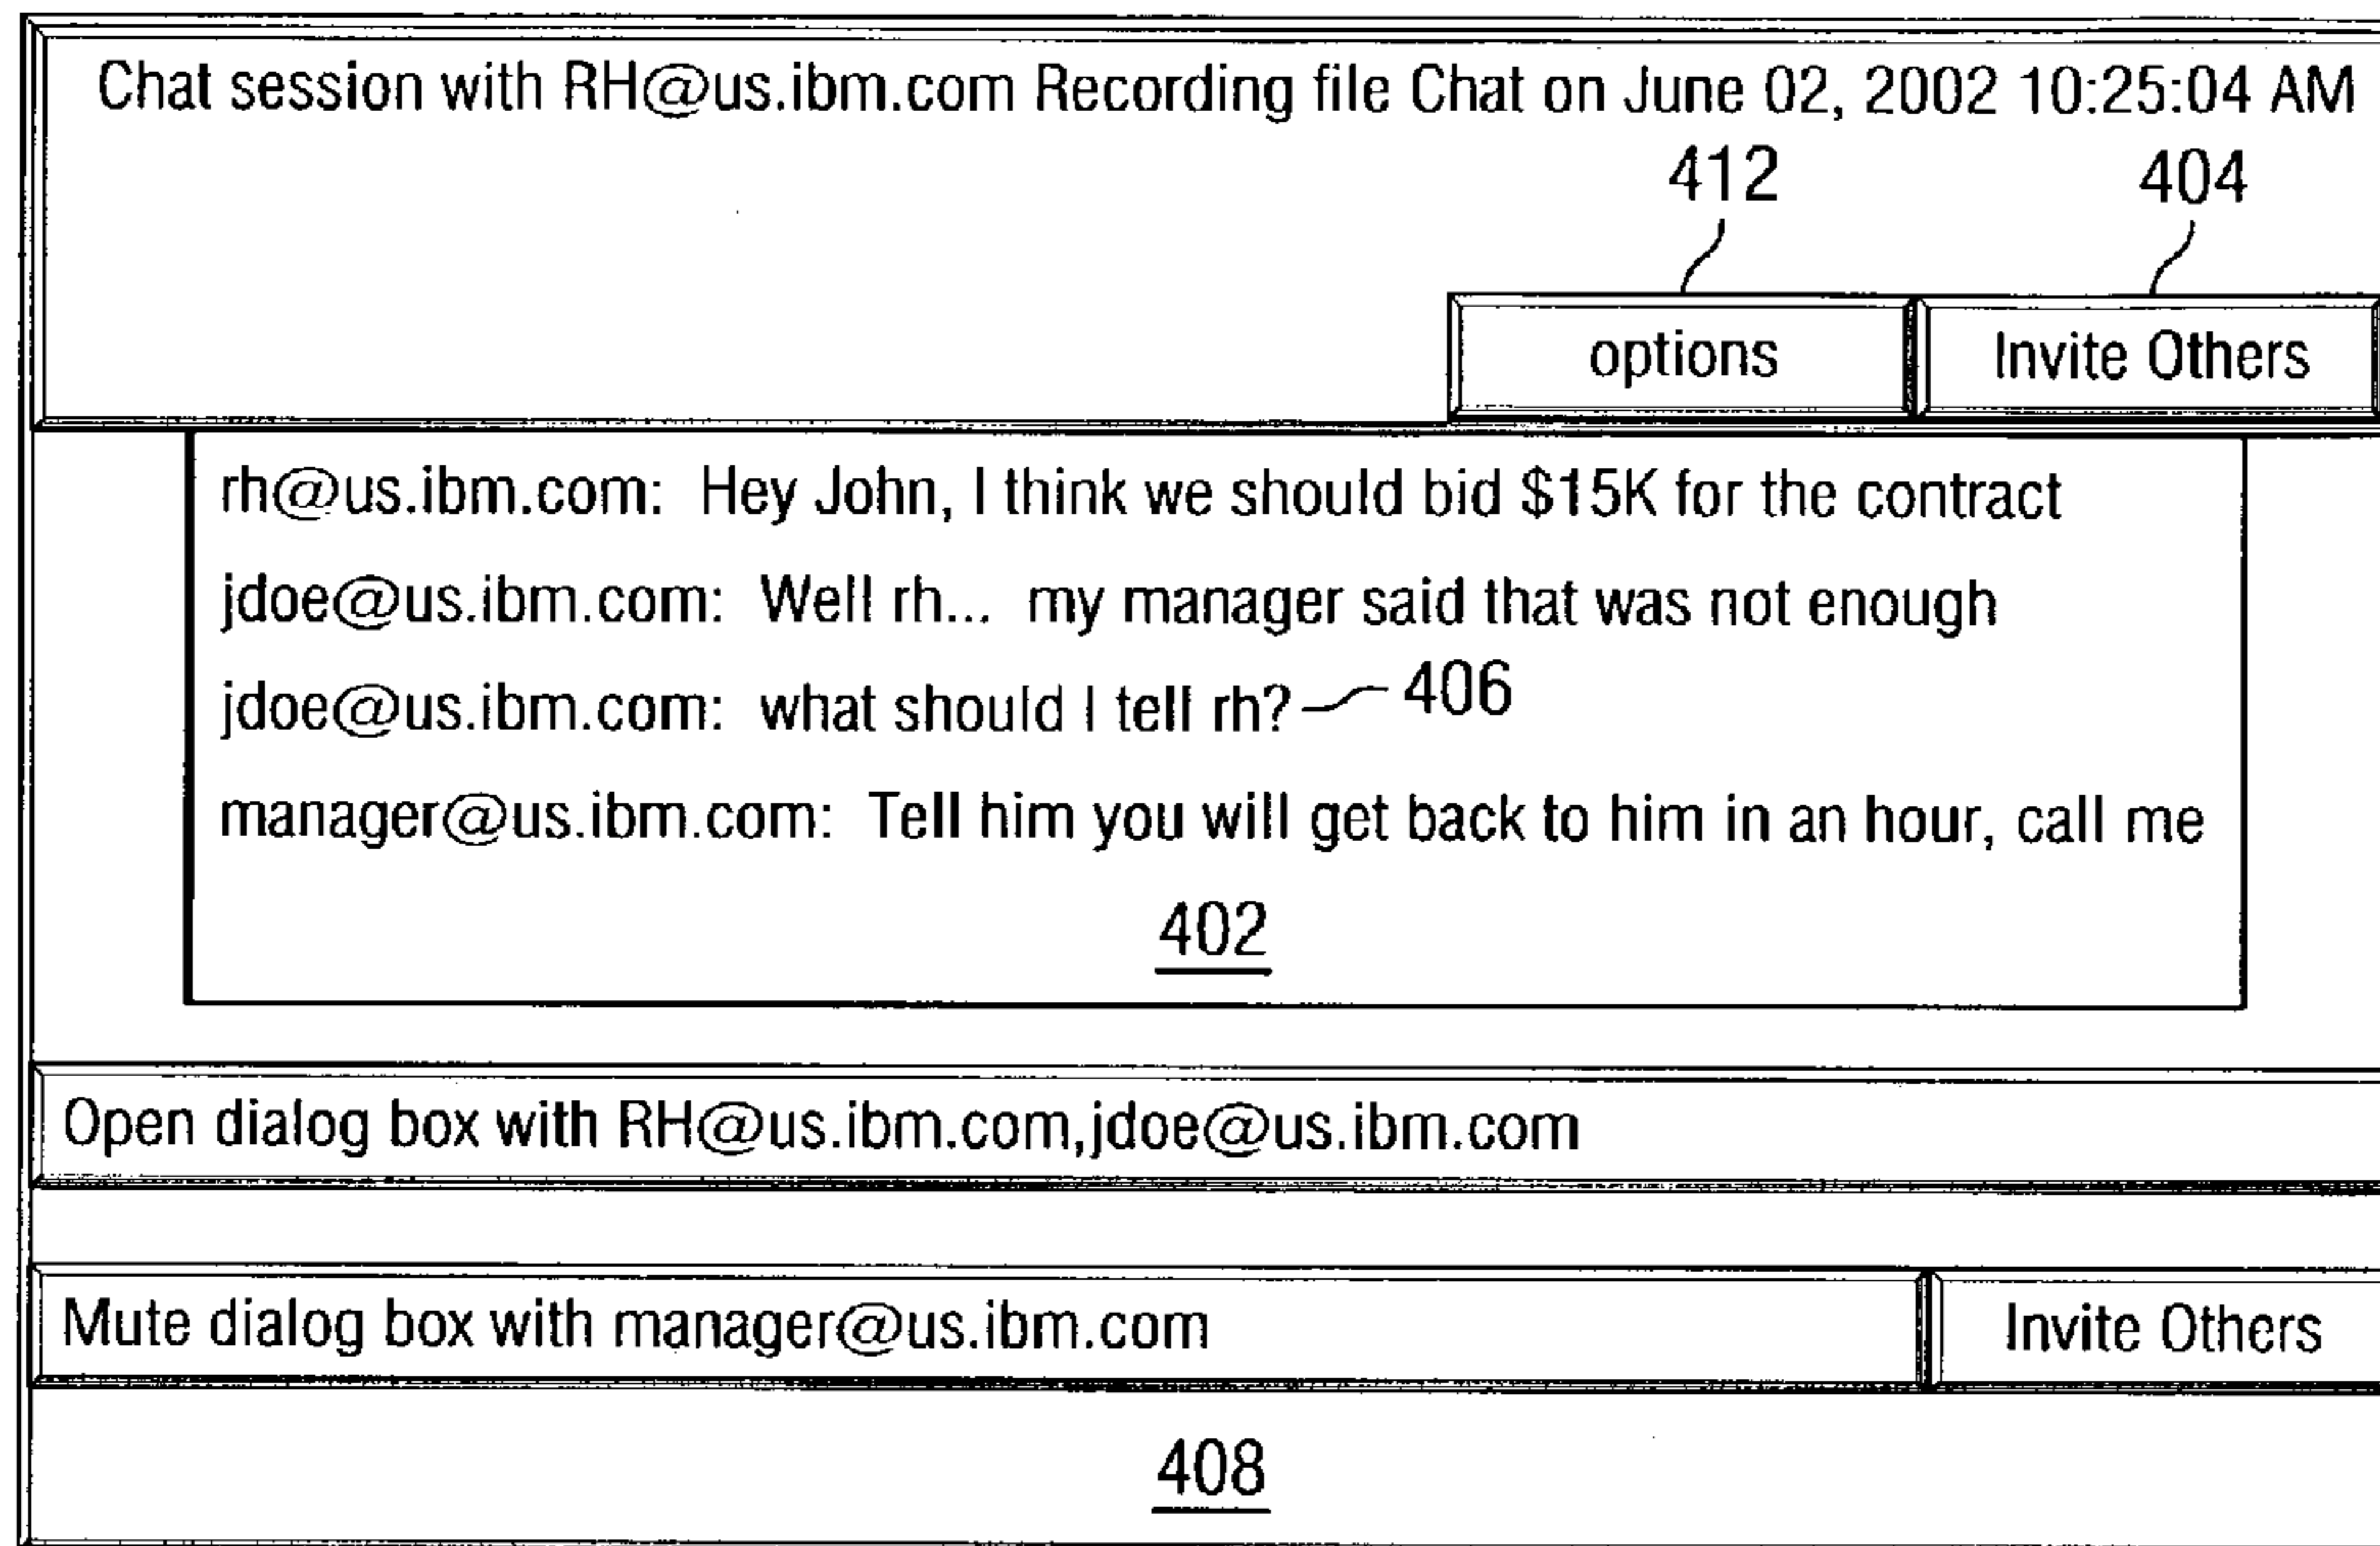 Chat session with RH@us.ibm.com Recording file Chat on June 02, 2002 10:25:04 AM
412 404
options Invite Others
rh@us.ibm.com: Hey John, I think we should bid $15K for the contract
jdoe@us.ibm.com: Well rh... my manager said that was not enough
jdoe@us.ibm.com: what should I tell rh? 406
manager@us.ibm.com: Tell him you will get back to him in an hour, call me
402
Open dialog box with RH@us.ibm.com,jdoe@us.ibm.com
Mute dialog box with manager@us.ibm.com Invite Others
408